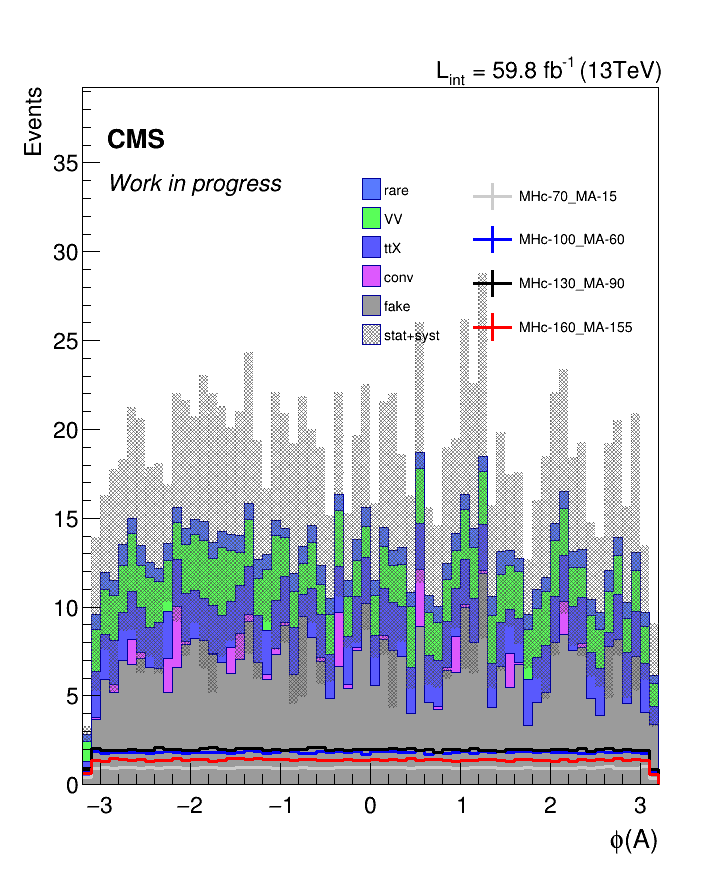 L_int = 59.8 fb^-1 (13TeV)
Events
CMS
Work in progress
rare
VV
ttX
conv
fake
stat+syst
MHc-70_MA-15
MHc-100_MA-60
MHc-130_MA-90
MHc-160_MA-155
35
30
25
20
15
10
5
0
−3 −2 −1 0 1 2 3
ϕ(A)